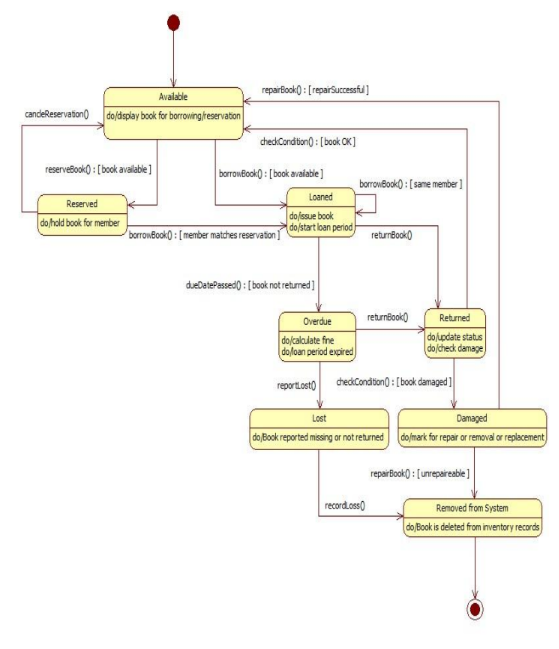 Available
repairBook() : [ repairSuccessful ]
cancleReservation()
do/display book for borrowing/reservation
checkCondition() : [ book OK ]
reserveBook() : [ book available ]
borrowBook() : [ book available ]
borrowBook() : [ same member ]
Reserved
do/hold book for member
Loaned
do/issue book
do/start loan period
borrowBook() : [ member matches reservation ]
returnBook()
dueDatePassed() : [ book not returned ]
Overdue
do/calculate fine
do/loan period expired
returnBook()
Returned
do/update status
do/check damage
reportLost()
checkCondition() : [ book damaged ]
Lost
do/Book reported missing or not returned
Damaged
do/mark for repair or removal or replacement
repairBook() : [ unrepaireable ]
recordLoss()
Removed from System
do/Book is deleted from inventory records